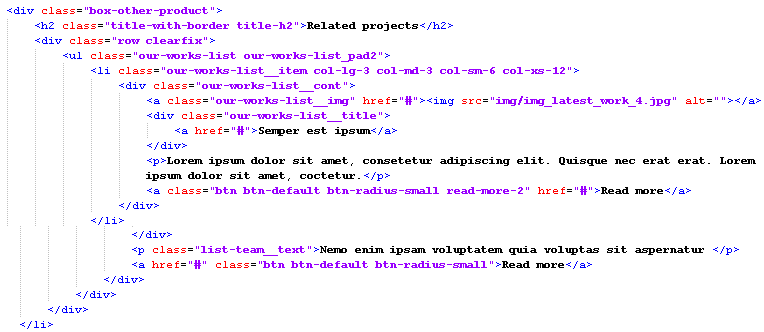 <div class="box-other-product">
<h2 class="title-with-border title-h2">Related projects</h2>
<div class="row clearfix">
<ul class="our-works-list our-works-list_pad2">
<li class="our-works-list__item col-lg-3 col-md-3 col-sm-6 col-xs-12">
<div class="our-works-list__cont">
<a class="our-works-list__img" href="#"><img src="img/img_latest_work_4.jpg" alt=""></a>
<div class="our-works-list__title">
<a href="#">Semper est ipsum</a>
</div>
<p>Lorem ipsum dolor sit amet, consetetur adipiscing elit. Quisque nec erat erat. Lorem
ipsum dolor sit amet, coctetur.</p>
<a class="btn btn-default btn-radius-small read-more-2" href="#">Read more</a>
</div>
</li>
</div>
<p class="list-team__text">Nemo enim ipsam voluptatem quia voluptas sit aspernatur </p>
<a href="#" class="btn btn-default btn-radius-small">Read more</a>
</div>
</div>
</div>
</li>